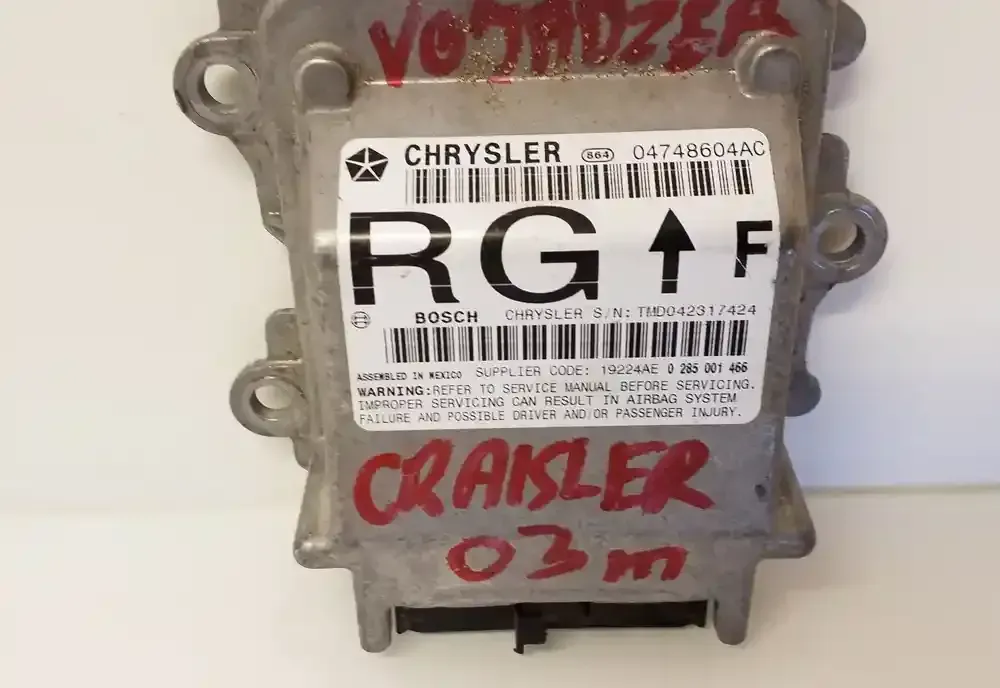 VOJADZEA
CHRYSLER 864 04748604AC
RG ↑ F
BOSCH CHRYSLER S/N: TMD042317424
ASSEMBLED IN MEXICO SUPPLIER CODE: 19224AE 0 285 001 466
WARNING:REFER TO SERVICE MANUAL BEFORE SERVICING.
IMPROPER SERVICING CAN RESULT IN AIRBAG SYSTEM
FAILURE AND POSSIBLE DRIVER AND/OR PASSENGER INJURY.
CRAISLER
03m